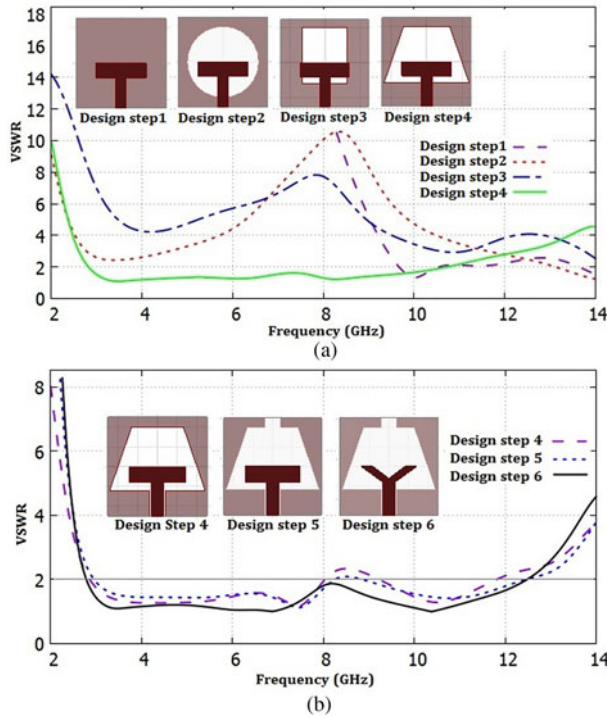 18
16
14
12
10
8
6
4
2
0
VSWR
Design step1 Design step2 Design step3 Design step4
Design step1
Design step2
Design step3
Design step4
2 4 6 8 10 12 14
Frequency (GHz)
(a)
8
6
4
2
0
VSWR
Design Step 4 Design step 5 Design step 6
Design step 4
Design step 5
Design step 6
2 4 6 8 10 12 14
Frequency (GHz)
(b)